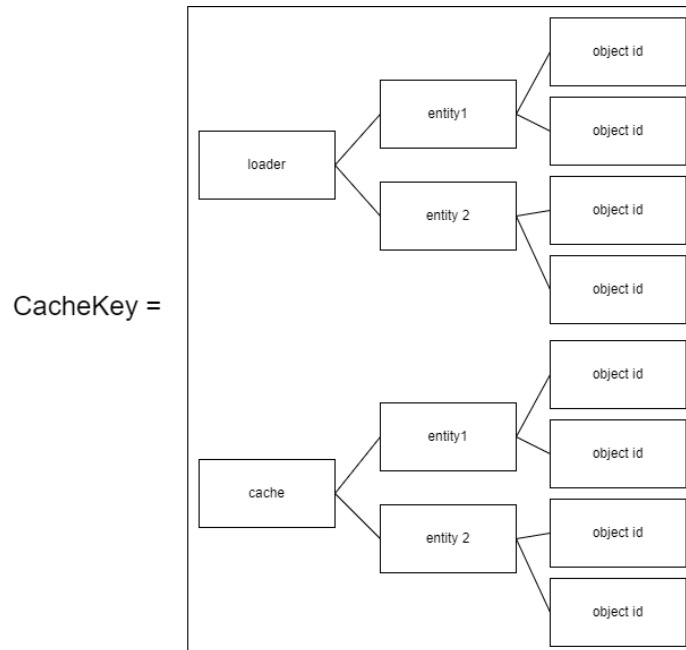 object id
entity1
object id
loader
object id
entity 2
object id
CacheKey =
object id
entity1
object id
cache
object id
entity 2
object id